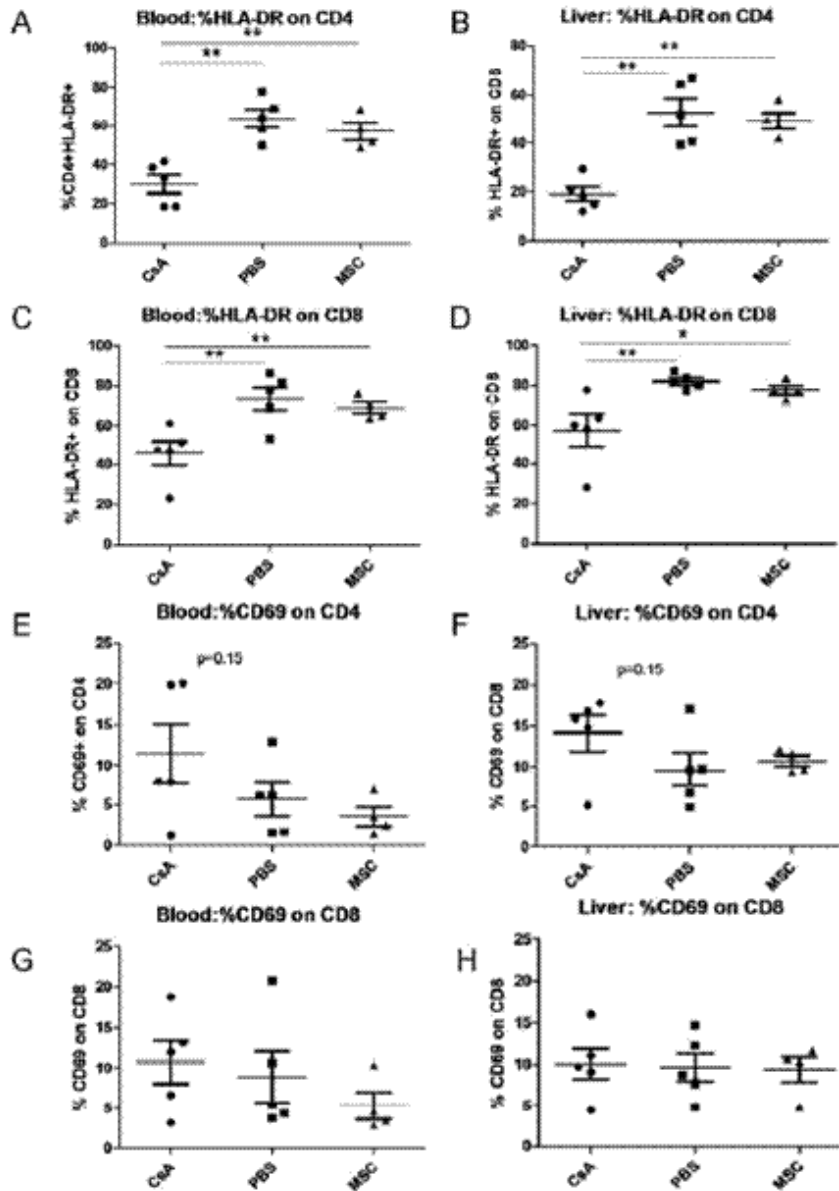 A
Blood:%HLA-DR on CD4
**
**
%CD4+HLA-DR+
100
80
60
40
20
0
CsA
PBS
MSC
B
Liver: %HLA-DR on CD4
**
**
% HLA-DR+ on CD8
80
60
40
20
0
CsA
PBS
MSC
C
Blood:%HLA-DR on CD8
**
**
% HLA-DR+ on CD8
100
80
60
40
20
0
CsA
PBS
MSC
D
Liver: %HLA-DR on CD8
*
**
% HLA-DR on CD8
100
80
60
40
20
0
CsA
PBS
MSC
E
Blood:%CD69 on CD4
p=0.15
% CD69+ on CD4
25
20
15
10
5
0
CsA
PBS
MSC
F
Liver: %CD69 on CD4
p=0.15
% CD69 on CD8
25
20
15
10
5
0
CsA
PBS
MSC
G
Blood:%CD69 on CD8
% CD69 on CD8
25
20
15
10
5
0
CsA
PBS
MSC
H
Liver: %CD69 on CD8
% CD69 on CD8
25
20
15
10
5
0
CsA
PBS
MSC